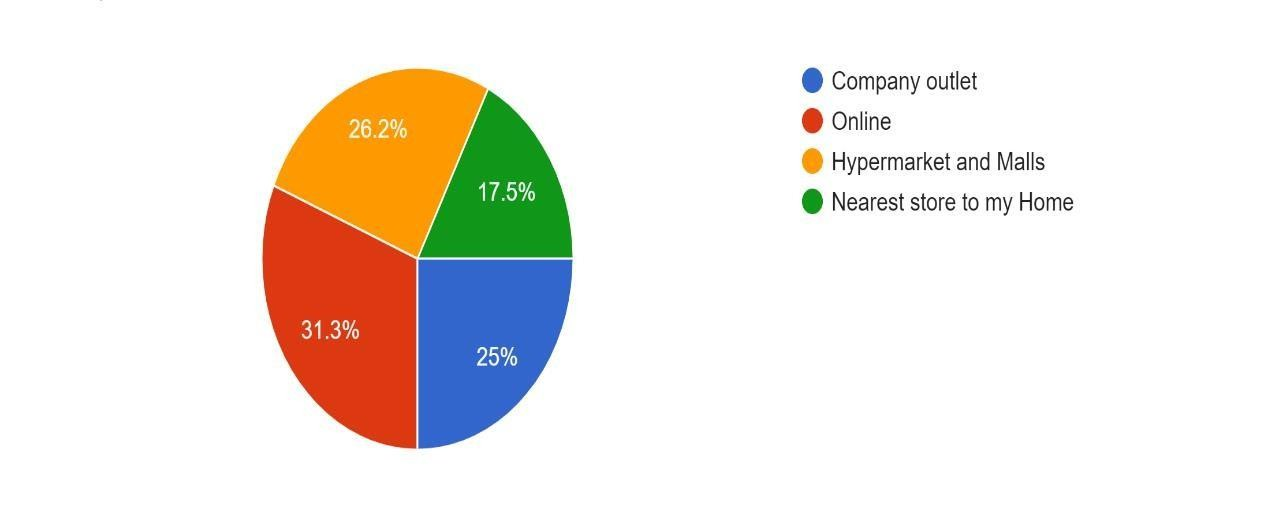 26.2%
17.5%
31.3%
25%
Company outlet
Online
Hypermarket and Malls
Nearest store to my Home